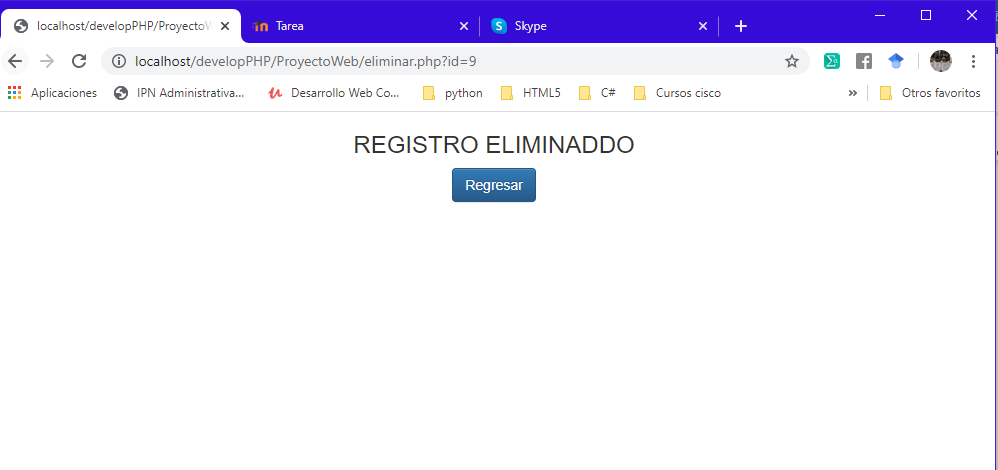 localhost/developPHP/ProyectoW
Tarea
Skype
localhost/developPHP/ProyectoWeb/eliminar.php?id=9
Aplicaciones
IPN Administrativa...
Desarrollo Web Co...
python
HTML5
C#
Cursos cisco
»
Otros favoritos
REGISTRO ELIMINADDO
Regresar